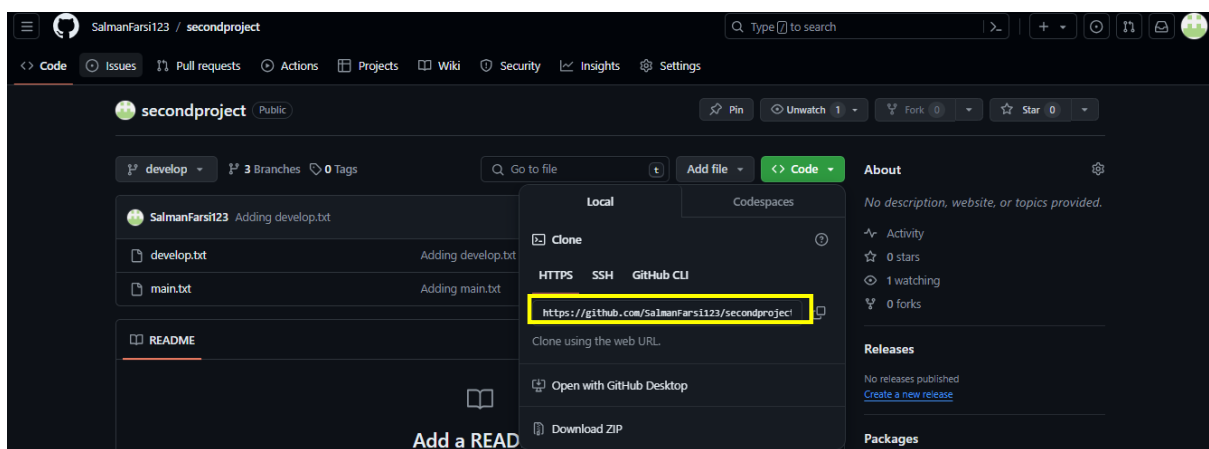 SalmanFarsi123 / secondproject
Type / to search
Code Issues Pull requests Actions Projects Wiki Security Insights Settings
secondproject Public
Pin Unwatch 1 Fork 0 Star 0
develop 3 Branches 0 Tags
Go to file t Add file Code
SalmanFarsi123 Adding develop.txt
develop.txt Adding develop.txt
main.txt Adding main.txt
README
Add a READ
Local Codespaces
Clone
HTTPS SSH GitHub CLI
https://github.com/SalmanFarsi123/secondproject
Clone using the web URL.
Open with GitHub Desktop
Download ZIP
About
No description, website, or topics provided.
Activity
0 stars
1 watching
0 forks
Releases
No releases published
Create a new release
Packages